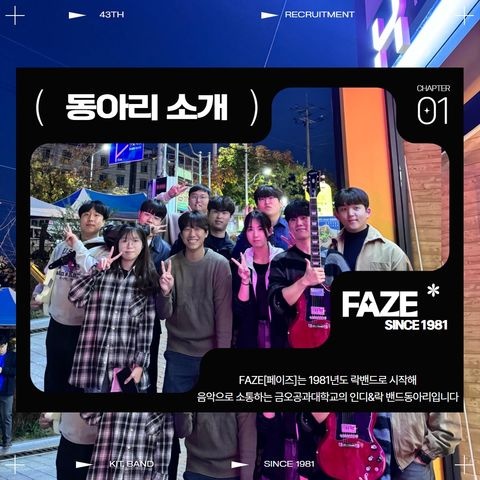 43TH
RECRUITMENT
( 동아리 소개 )
CHAPTER
01
FAZE *
SINCE 1981
FAZE[페이즈]는 1981년도 락밴드로 시작해
음악으로 소통하는 금오공과대학교의 인디&락 밴드동아리입니다
KIT, BAND
SINCE 1981